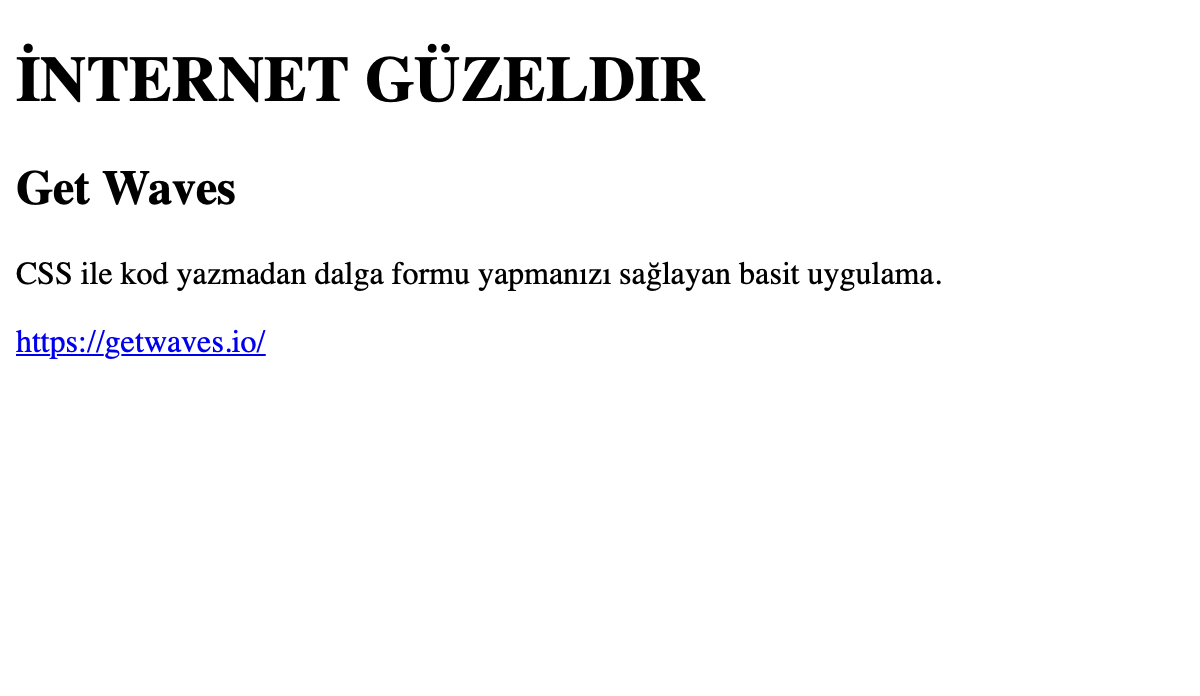 İNTERNET GÜZELDIR
Get Waves
CSS ile kod yazmadan dalga formu yapmanızı sağlayan basit uygulama.
https://getwaves.io/